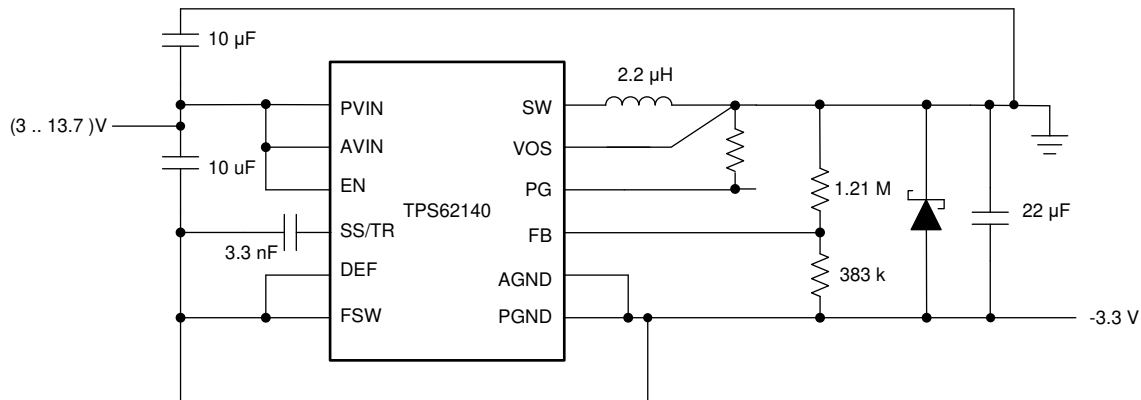 10 µF
2.2 µH
PVIN
SW
(3 .. 13.7 )V
AVIN
VOS
10 uF
EN
PG
1.21 M
TPS62140
22 µF
SS/TR
FB
3.3 nF
DEF
AGND
383 k
FSW
PGND
-3.3 V